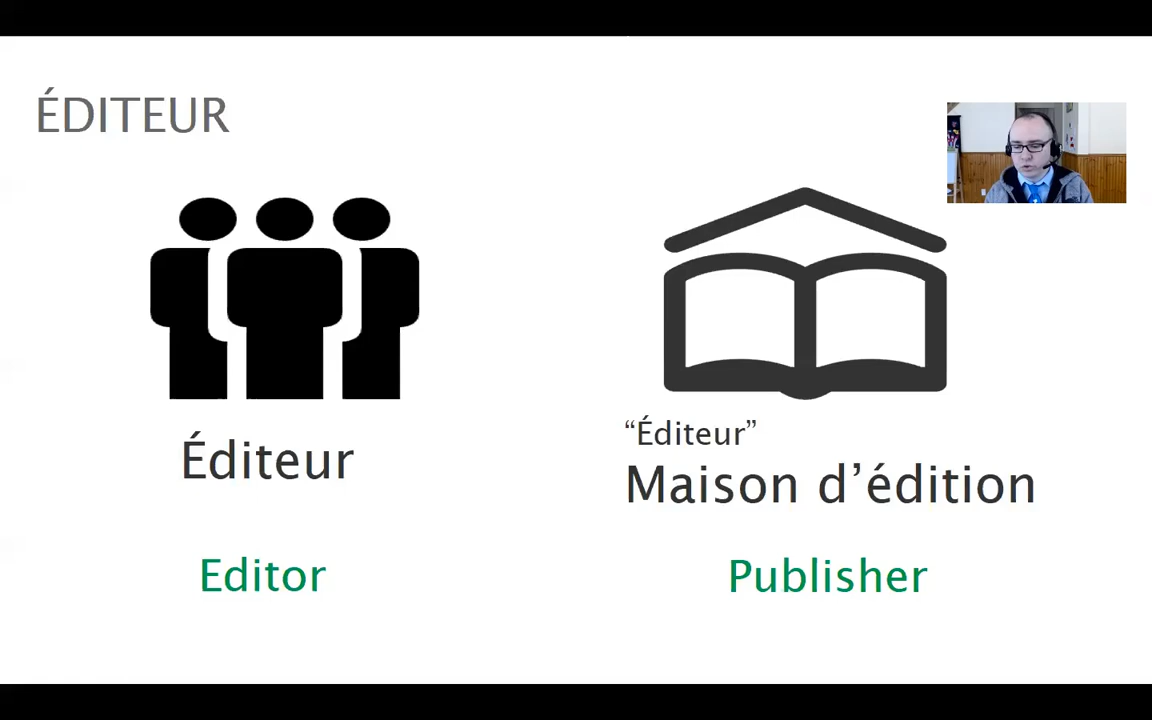 ÉDITEUR
Éditeur
Editor
“Éditeur”
Maison d’édition
Publisher